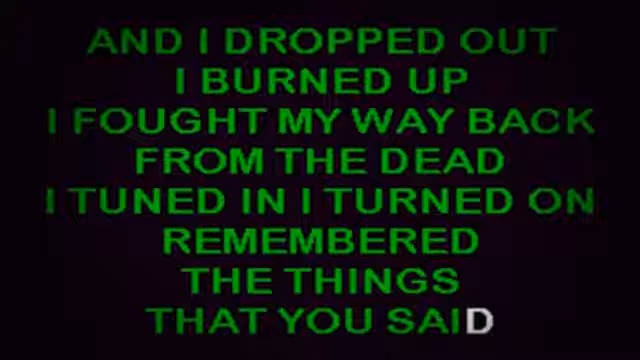 AND I DROPPED OUT
I BURNED UP
I FOUGHT MY WAY BACK
FROM THE DEAD
I TUNED IN I TURNED ON
REMEMBERED
THE THINGS
THAT YOU SAID